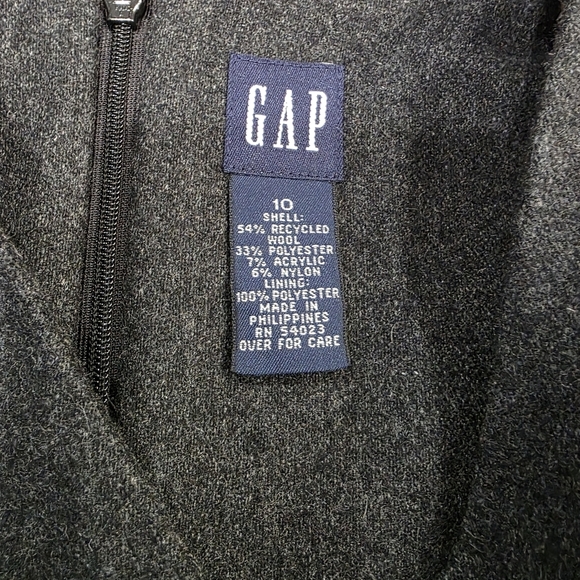 GAP
10
SHELL:
54% RECYCLED
WOOL
33% POLYESTER
7% ACRYLIC
6% NYLON
LINING:
100% POLYESTER
MADE IN
PHILIPPINES
RN 54023
OVER FOR CARE